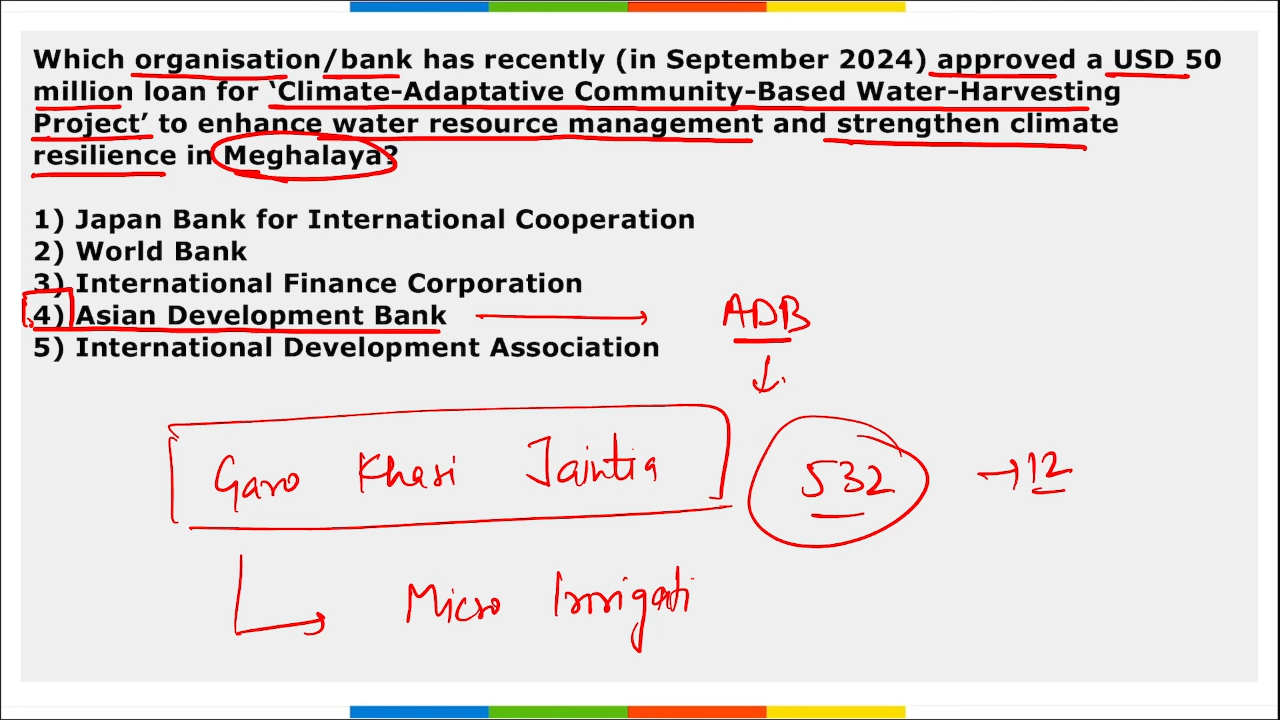 Which organisation/bank has recently (in September 2024) approved a USD 50
million loan for ‘Climate-Adaptative Community-Based Water-Harvesting
Project’ to enhance water resource management and strengthen climate
resilience in Meghalaya?
1) Japan Bank for International Cooperation
2) World Bank
3) International Finance Corporation
4) Asian Development Bank
ADB
5) International Development Association
Garo Khasi Jaintia
532
12
Micro Irrigati